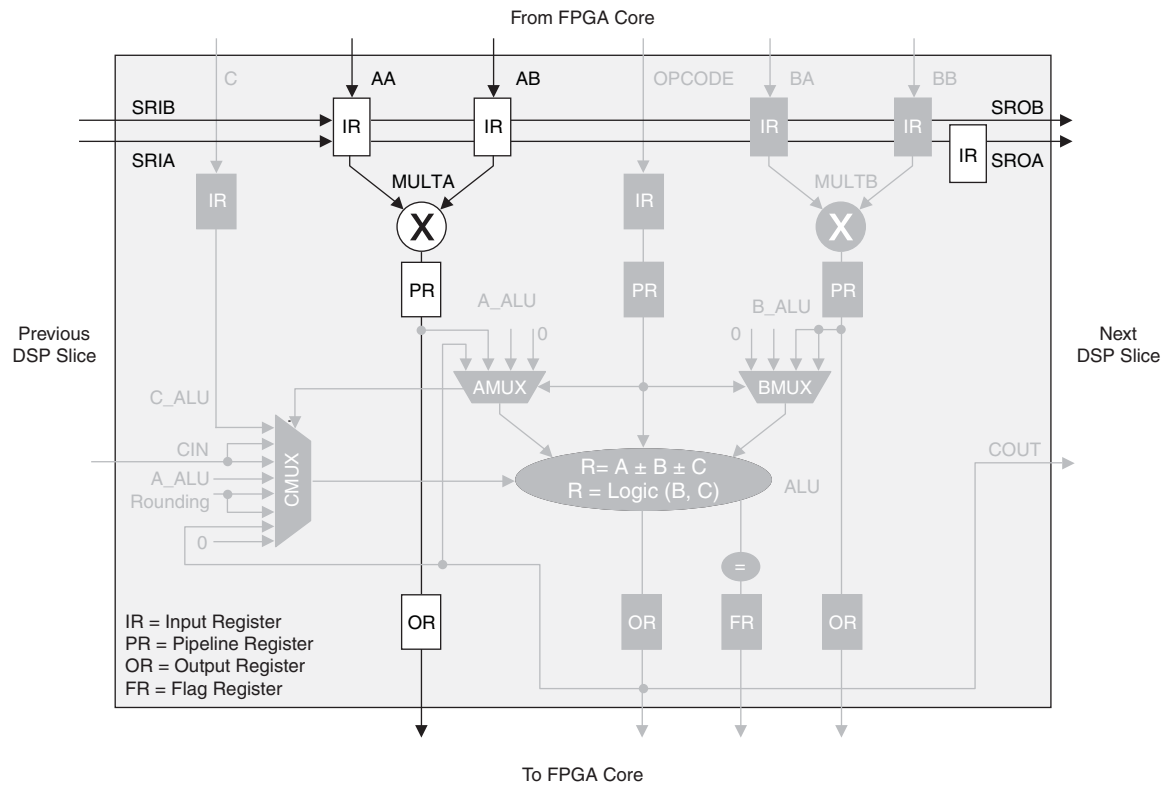 From FPGA Core
C
AA
AB
OPCODE
BA
BB
SRIB
SROB
IR
IR
IR
IR
SRIA
IR
SROA
MULTA
MULTB
IR
IR
X
X
PR
PR
PR
A_ALU
B_ALU
0
0
Previous
DSP Slice
Next
DSP Slice
AMUX
BMUX
C_ALU
CIN
COUT
A_ALU
Rounding
0
CMUX
R= A ± B ± C
R = Logic (B, C)
ALU
=
IR = Input Register
PR = Pipeline Register
OR = Output Register
FR = Flag Register
OR
OR
FR
OR
To FPGA Core